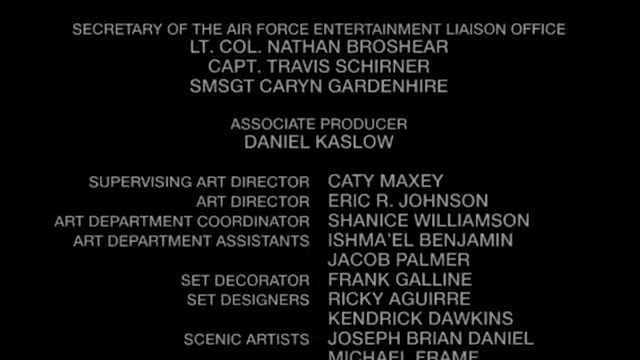 SECRETARY OF THE AIR FORCE ENTERTAINMENT LIAISON OFFICE
LT. COL. NATHAN BROSHEAR
CAPT. TRAVIS SCHIRNER
SMSGT CARYN GARDENHIRE
ASSOCIATE PRODUCER
DANIEL KASLOW
SUPERVISING ART DIRECTOR CATY MAXEY
ART DIRECTOR ERIC R. JOHNSON
ART DEPARTMENT COORDINATOR SHANICE WILLIAMSON
ART DEPARTMENT ASSISTANTS ISHMA'EL BENJAMIN
JACOB PALMER
SET DECORATOR FRANK GALLINE
SET DESIGNERS RICKY AGUIRRE
KENDRICK DAWKINS
SCENIC ARTISTS JOSEPH BRIAN DANIEL
MICHAEL FRAME